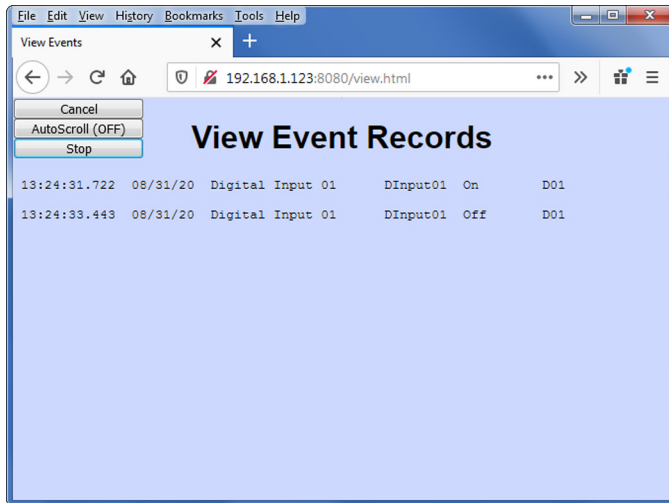 File Edit View History Bookmarks Tools Help
View Events
192.168.1.123:8080/view.html
Cancel
AutoScroll (OFF)
Stop
View Event Records
13:24:31.722 08/31/20 Digital Input 01 DInput01 On D01
13:24:33.443 08/31/20 Digital Input 01 DInput01 Off D01